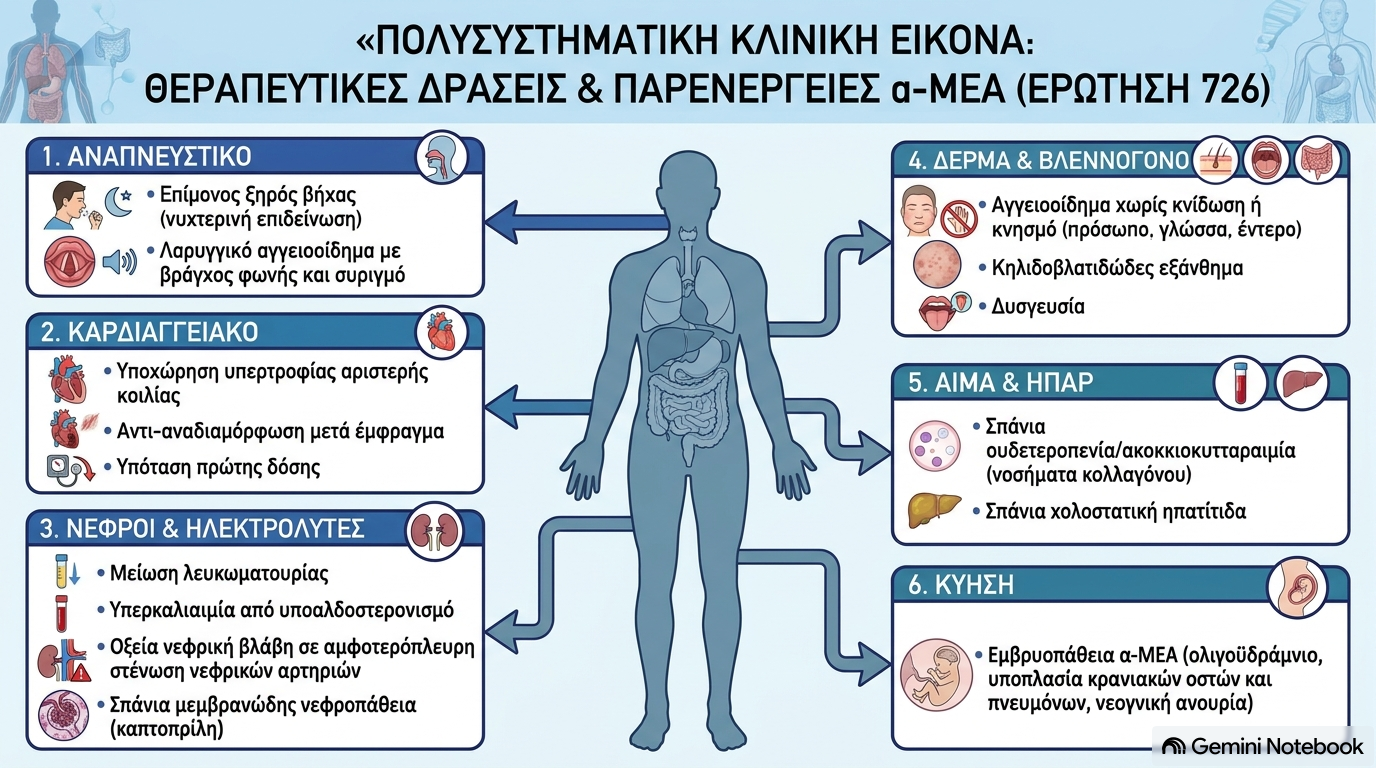 «ΠΟΛΥΣΥΣΤΗΜΑΤΙΚΗ ΚΛΙΝΙΚΗ ΕΙΚΟΝΑ:
ΘΕΡΑΠΕΥΤΙΚΕΣ ΔΡΑΣΕΙΣ & ΠΑΡΕΝΕΡΓΕΙΕΣ α-ΜΕΑ (ΕΡΩΤΗΣΗ 726)
1. ΑΝΑΠΝΕΥΣΤΙΚΟ
• Επίμονος ξηρός βήχας
(νυχτερινή επιδείνωση)
• Λαρυγγικό αγγειοοίδημα με
βράγχος φωνής και συριγμό
2. ΚΑΡΔΙΑΓΓΕΙΑΚΟ
• Υποχώρηση υπερτροφίας αριστερής
κοιλίας
• Αντι-αναδιαμόρφωση μετά έμφραγμα
• Υπόταση πρώτης δόσης
3. ΝΕΦΡΟΙ & ΗΛΕΚΤΡΟΛΥΤΕΣ
• Μείωση λευκωματουρίας
• Υπερκαλιαιμία από υποαλδοστερονισμό
• Οξεία νεφρική βλάβη σε αμφοτερόπλευρη
στένωση νεφρικών αρτηριών
• Σπάνια μεμβρανώδης νεφροπάθεια
(καπτοπρίλη)
4. ΔΕΡΜΑ & ΒΛΕΝΝΟΓΟΝΟ
• Αγγειοοίδημα χωρίς κνίδωση ή
κνησμό (πρόσωπο, γλώσσα, έντερο)
• Κηλιδοβλατιδώδες εξάνθημα
• Δυσγευσία
5. ΑΙΜΑ & ΗΠΑΡ
• Σπάνια
ουδετεροπενία/ακοκκιοκυτταραιμία
(νοσήματα κολλαγόνου)
• Σπάνια χολοστατική ηπατίτιδα
6. ΚΥΗΣΗ
• Εμβρυοπάθεια α-ΜΕΑ (ολιγοϋδράμνιο,
υποπλασία κρανιακών οστών και
πνευμόνων, νεογνική ανουρία)
Gemini Notebook